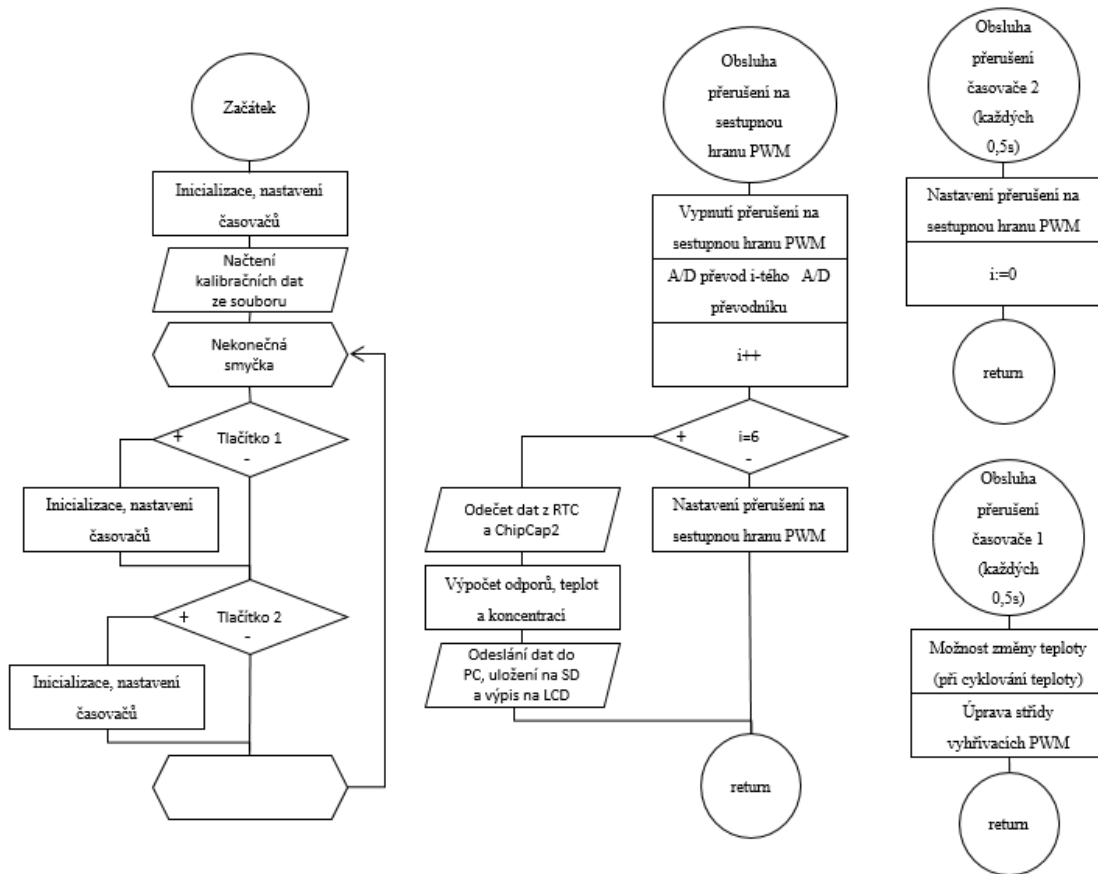 Začátek
Inicializace, nastavení
časovačů
Načtení
kalibračních dat
ze souboru
Nekonečná
smyčka
+
Tlačítko 1
-
Inicializace, nastavení
časovačů
+
Tlačítko 2
-
Inicializace, nastavení
časovačů
Obsluha
přerušení na
sestupnou
hranu PWM
Vypnutí přerušení na
sestupnou hranu PWM
A/D převod i-tého A/D
převodníku
i++
+
i=6
-
Odečet dat z RTC
a ChipCap2
Výpočet odporů, teplot
a koncentrací
Odeslání dat do
PC, uložení na SD
a výpis na LCD
Nastavení přerušení na
sestupnou hranu PWM
return
Obsluha
přerušení
časovače 2
(každých
0,5s)
Nastavení přerušení na
sestupnou hranu PWM
i:=0
return
Obsluha
přerušení
časovače 1
(každých
0,5s)
Možnost změny teploty
(při cyklování teploty)
Úprava střídy
vyhřívacích PWM
return